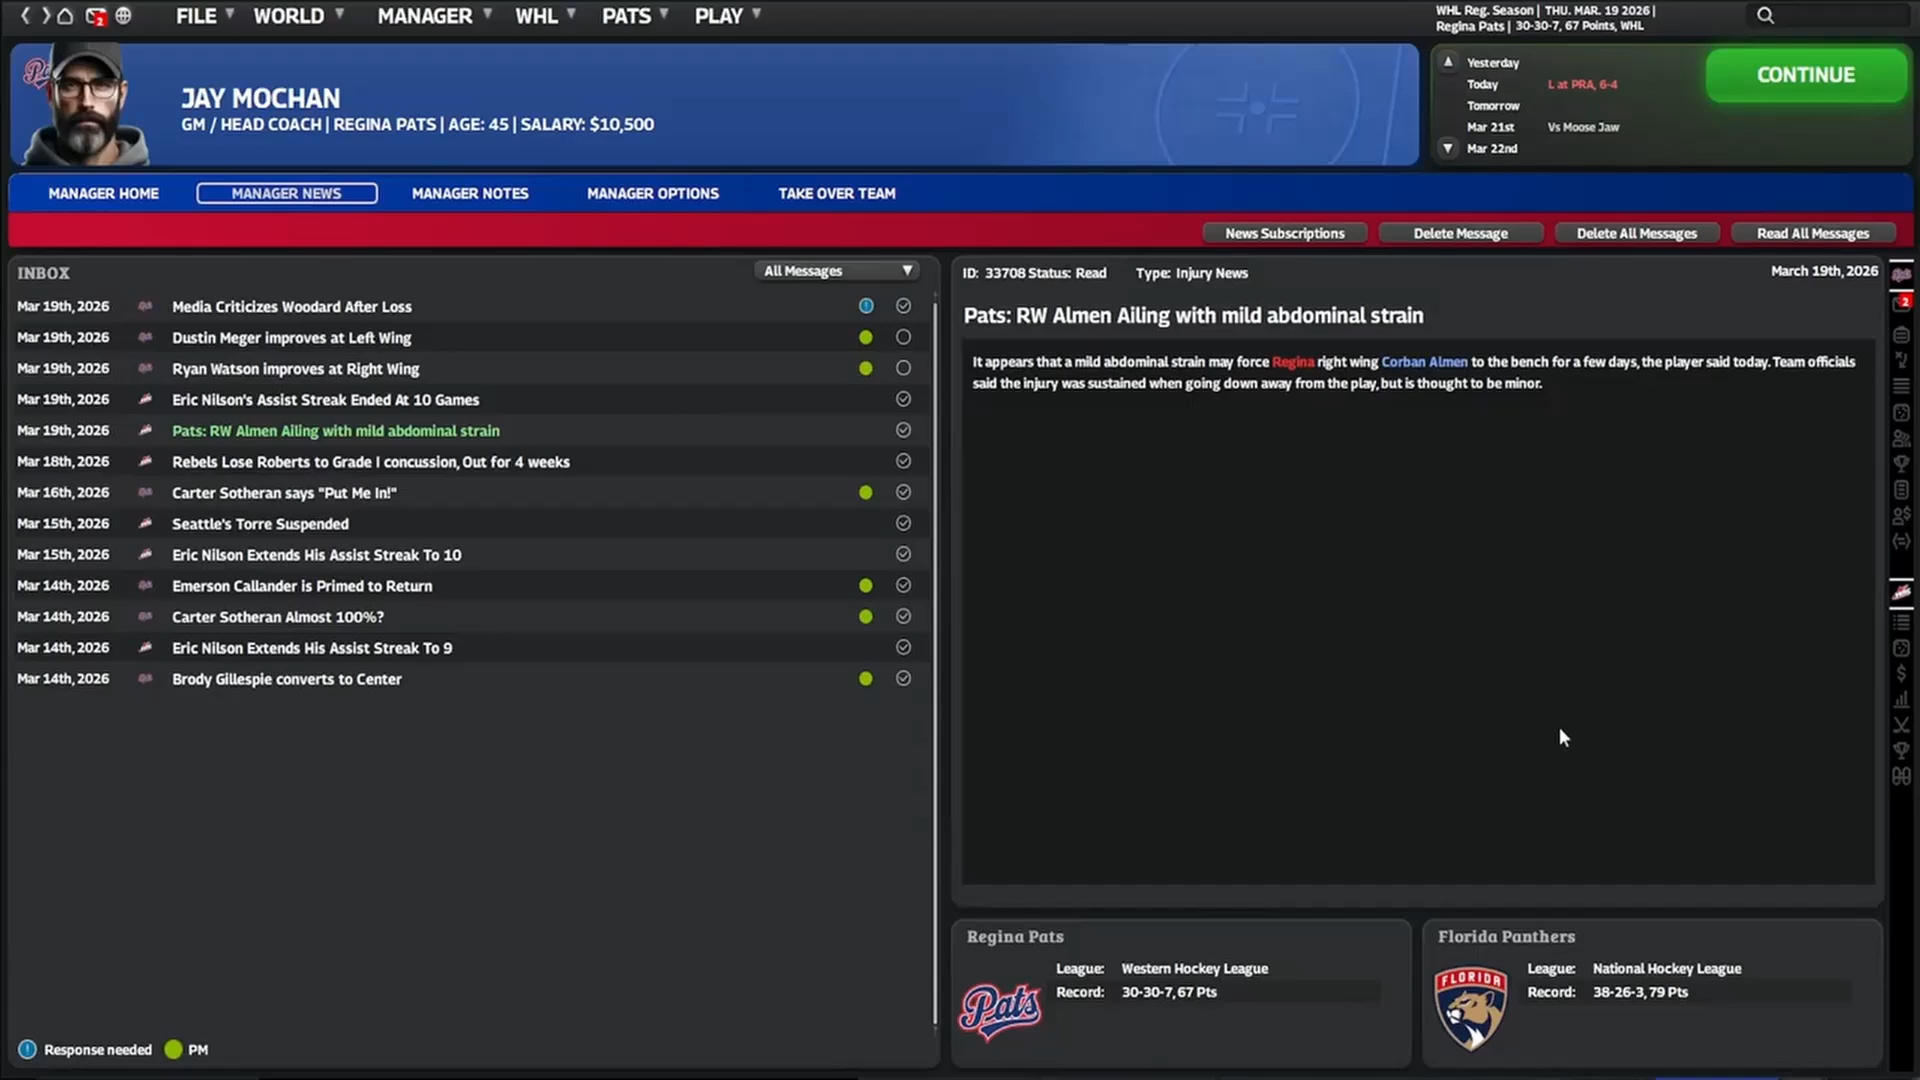 2
FILE
WORLD
MANAGER
WHL
PATS
PLAY
WHL Reg. Season | THU. MAR. 19 2026 |
Regina Pats | 30-30-7, 67 Points, WHL
JAY MOCHAN
GM / HEAD COACH | REGINA PATS | AGE: 45 | SALARY: $10,500
Yesterday
Today L at PRA, 6-4
Tomorrow
Mar 21st Vs Moose Jaw
Mar 22nd
CONTINUE
MANAGER HOME
MANAGER NEWS
MANAGER NOTES
MANAGER OPTIONS
TAKE OVER TEAM
News Subscriptions
Delete Message
Delete All Messages
Read All Messages
INBOX
All Messages
Mar 19th, 2026 Media Criticizes Woodard After Loss
Mar 19th, 2026 Dustin Meger improves at Left Wing
Mar 19th, 2026 Ryan Watson improves at Right Wing
Mar 19th, 2026 Eric Nilson's Assist Streak Ended At 10 Games
Mar 19th, 2026 Pats: RW Almen Ailing with mild abdominal strain
Mar 18th, 2026 Rebels Lose Roberts to Grade I concussion, Out for 4 weeks
Mar 16th, 2026 Carter Sotheran says "Put Me In!"
Mar 15th, 2026 Seattle's Torre Suspended
Mar 15th, 2026 Eric Nilson Extends His Assist Streak To 10
Mar 14th, 2026 Emerson Callander is Primed to Return
Mar 14th, 2026 Carter Sotheran Almost 100%?
Mar 14th, 2026 Eric Nilson Extends His Assist Streak To 9
Mar 14th, 2026 Brody Gillespie converts to Center
Response needed
PM
ID: 33708 Status: Read Type: Injury News
March 19th, 2026
2
Pats: RW Almen Ailing with mild abdominal strain
It appears that a mild abdominal strain may force Regina right wing Corban Almen to the bench for a few days, the player said today. Team officials
said the injury was sustained when going down away from the play, but is thought to be minor.
Regina Pats
Pats
League: Western Hockey League
Record: 30-30-7, 67 Pts
Florida Panthers
FLORIDA
League: National Hockey League
Record: 38-26-3, 79 Pts